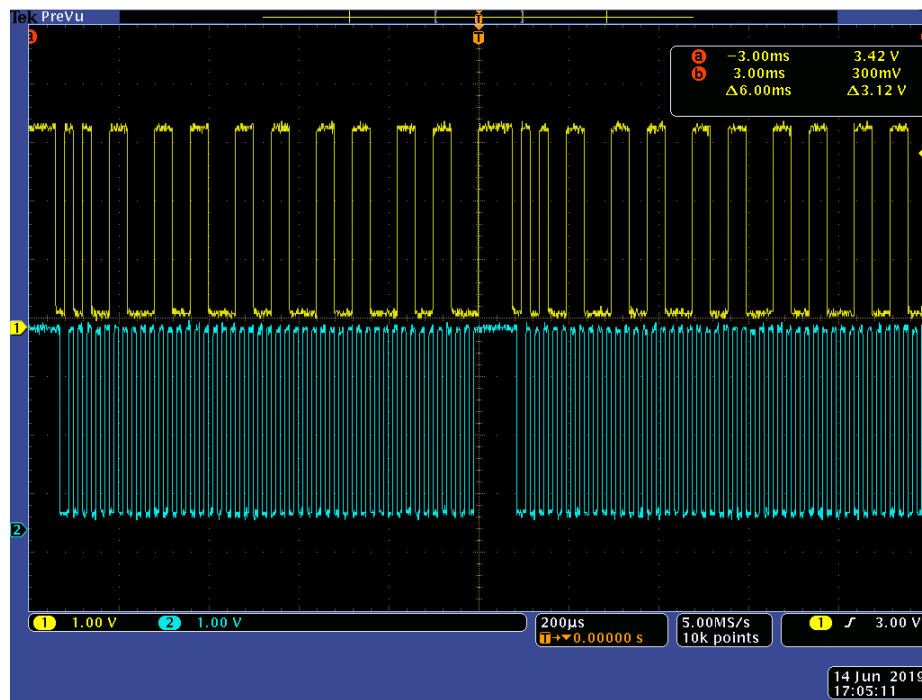 Tek PreVu
T
a
T
a −3.00ms 3.42 V
b 3.00ms 300mV
Δ6.00ms Δ3.12 V
1
2
1 1.00 V 2 1.00 V
200µs
T→▼0.00000 s
5.00MS/s
10k points
1 3.00 V
14 Jun 2019
17:05:11